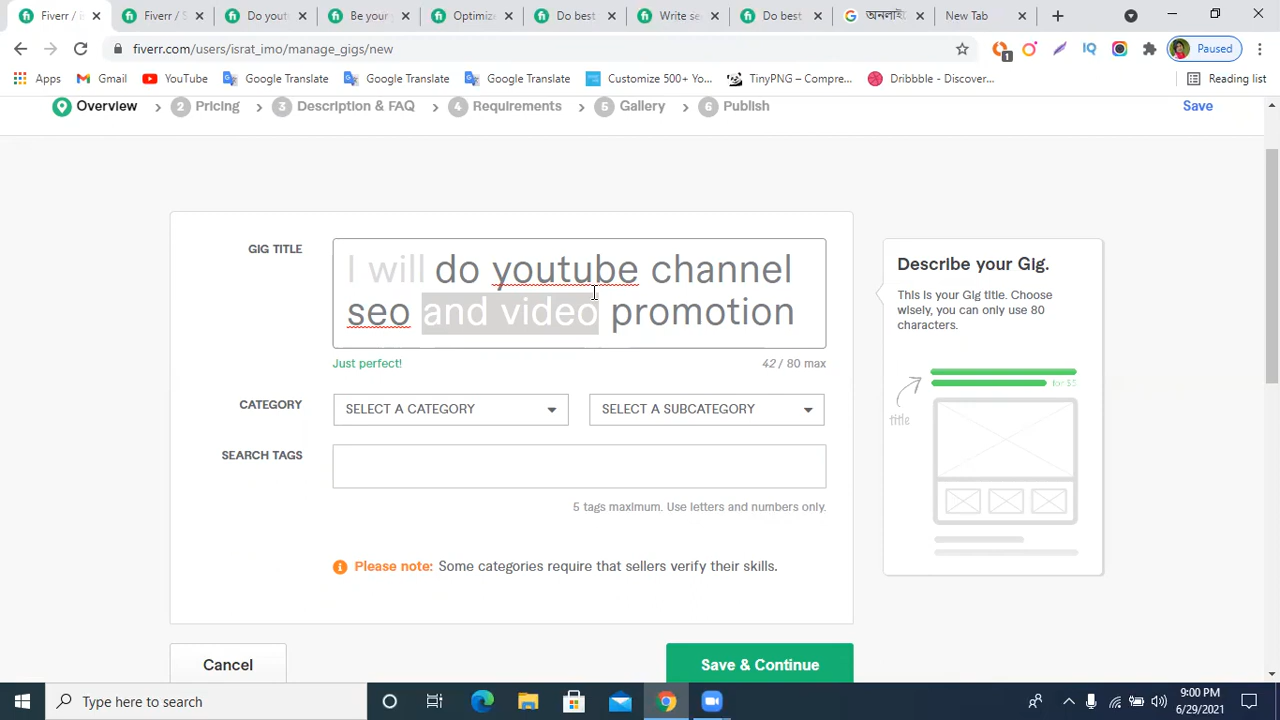 Fiverr /
Fiverr / S
Do yout
Be your
Optimiz
Do best
Write se
Do best
অনলাই
New Tab
fiverr.com/users/israt_imo/manage_gigs/new
1
Paused
Apps
Gmail
YouTube
Google Translate
Google Translate
Google Translate
Customize 500+ Yo...
TinyPNG – Compre...
Dribbble - Discover...
Reading list
Overview
2 Pricing
3 Description & FAQ
4 Requirements
5 Gallery
6 Publish
Save
GIG TITLE
I will do youtube channel
seo and video promotion
Just perfect!
42 / 80 max
CATEGORY
SELECT A CATEGORY
SELECT A SUBCATEGORY
SEARCH TAGS
5 tags maximum. Use letters and numbers only.
Please note: Some categories require that sellers verify their skills.
Cancel
Save & Continue
Describe your Gig.
This is your Gig title. Choose
wisely, you can only use 80
characters.
for $5
title
Type here to search
9:00 PM
6/29/2021